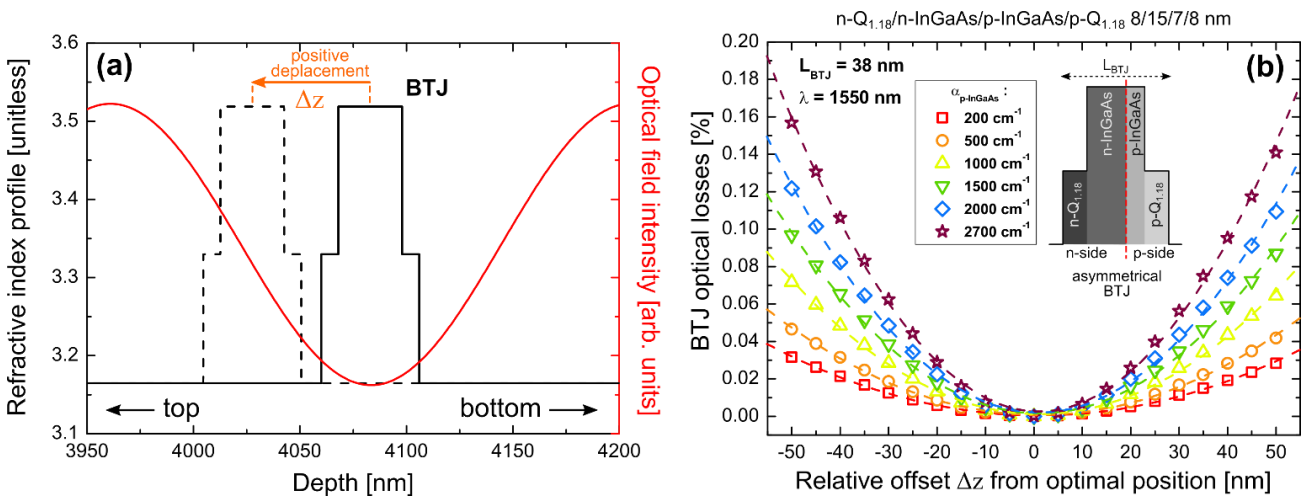 (a)
positive
deplacement
Δz
BTJ
top
bottom
Refractive index profile [unitless]
3.6
3.5
3.4
3.3
3.2
3.1
3950
4000
4050
4100
4150
4200
Depth [nm]
Optical field intensity [arb. units]
n-Q1.18/n-InGaAs/p-InGaAs/p-Q1.18 8/15/7/8 nm
(b)
LBTJ = 38 nm
λ = 1550 nm
αp-InGaAs :
200 cm-1
500 cm-1
1000 cm-1
1500 cm-1
2000 cm-1
2700 cm-1
LBTJ
n-Q1.18
n-InGaAs
p-InGaAs
p-Q1.18
n-side
p-side
asymmetrical
BTJ
BTJ optical losses [%]
0.20
0.18
0.16
0.14
0.12
0.10
0.08
0.06
0.04
0.02
0.00
-50
-40
-30
-20
-10
0
10
20
30
40
50
Relative offset Δz from optimal position [nm]